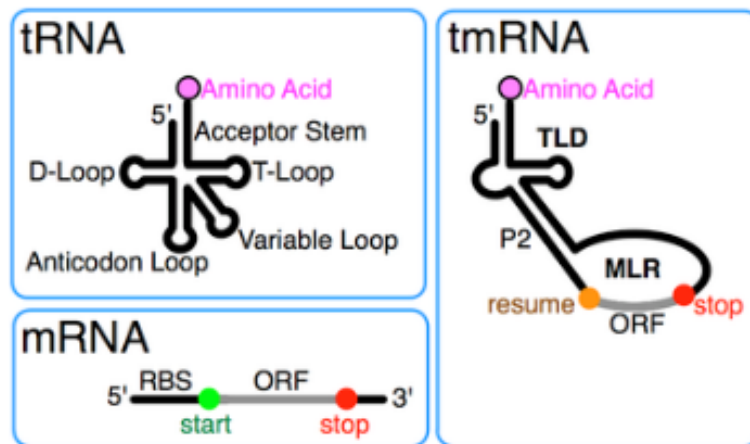 tRNA
Amino Acid
5'
Acceptor Stem
D-Loop
T-Loop
Variable Loop
Anticodon Loop
mRNA
5'
RBS
ORF
3'
start
stop
tmRNA
Amino Acid
5'
TLD
P2
MLR
resume
stop
ORF